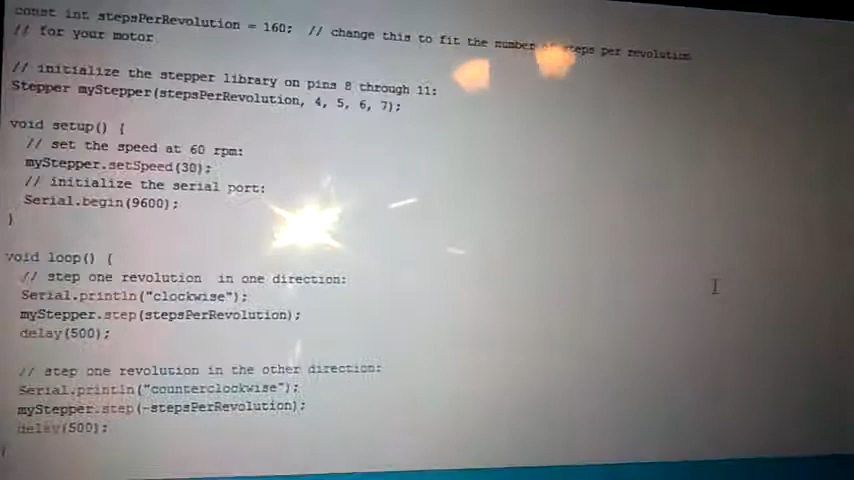 const int stepsPerRevolution = 160;  // change this to fit the number of steps per revolution
// for your motor
// initialize the stepper library on pins 8 through 11:
Stepper myStepper(stepsPerRevolution, 4, 5, 6, 7);
void setup() {
// set the speed at 60 rpm:
myStepper.setSpeed(30);
// initialize the serial port:
Serial.begin(9600);
}
void loop() {
// step one revolution  in one direction:
Serial.println("clockwise");
myStepper.step(stepsPerRevolution);
delay(500);
// step one revolution in the other direction:
Serial.println("counterclockwise");
myStepper.step(-stepsPerRevolution);
delay(500);
}